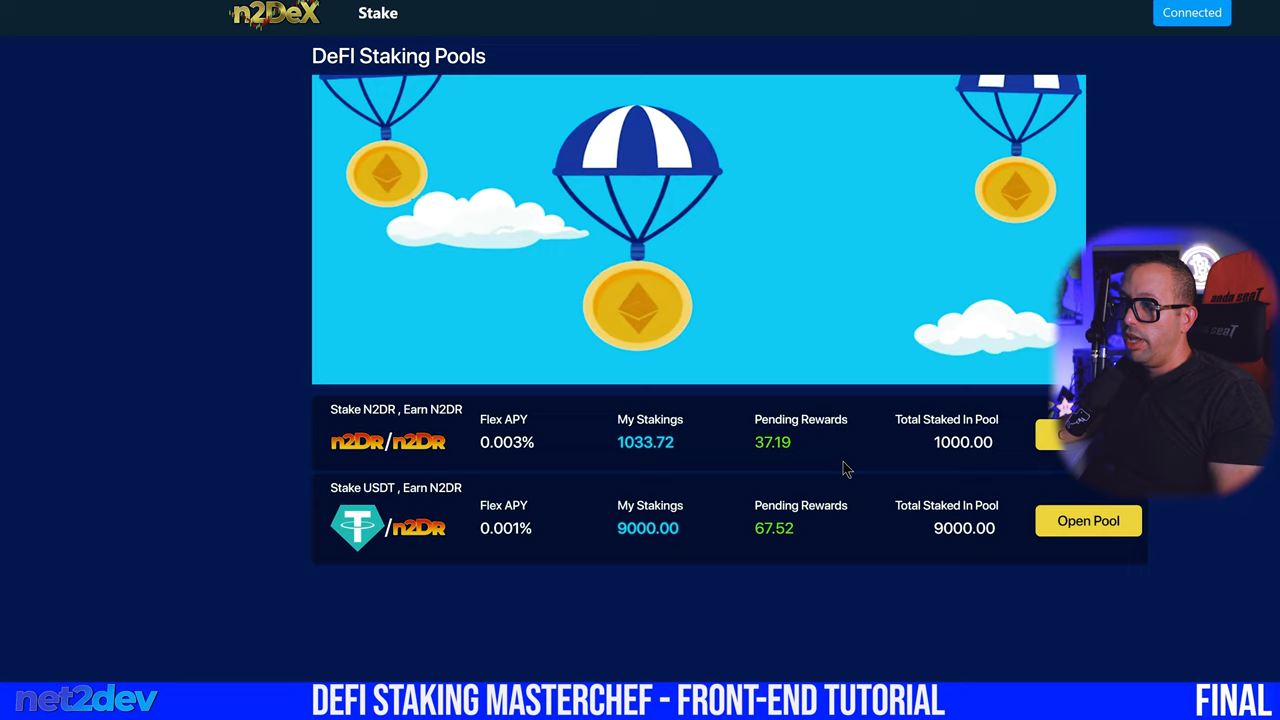 n2DeX
Stake
Connected
DeFI Staking Pools
Stake N2DR , Earn N2DR
n2DR/n2DR
Flex APY
0.003%
My Stakings
1033.72
Pending Rewards
37.19
Total Staked In Pool
1000.00
Stake USDT , Earn N2DR
T/n2DR
Flex APY
0.001%
My Stakings
9000.00
Pending Rewards
67.52
Total Staked In Pool
9000.00
Open Pool
anda seaT
seaT
net2dev
DEFI STAKING MASTERCHEF - FRONT-END TUTORIAL
FINAL